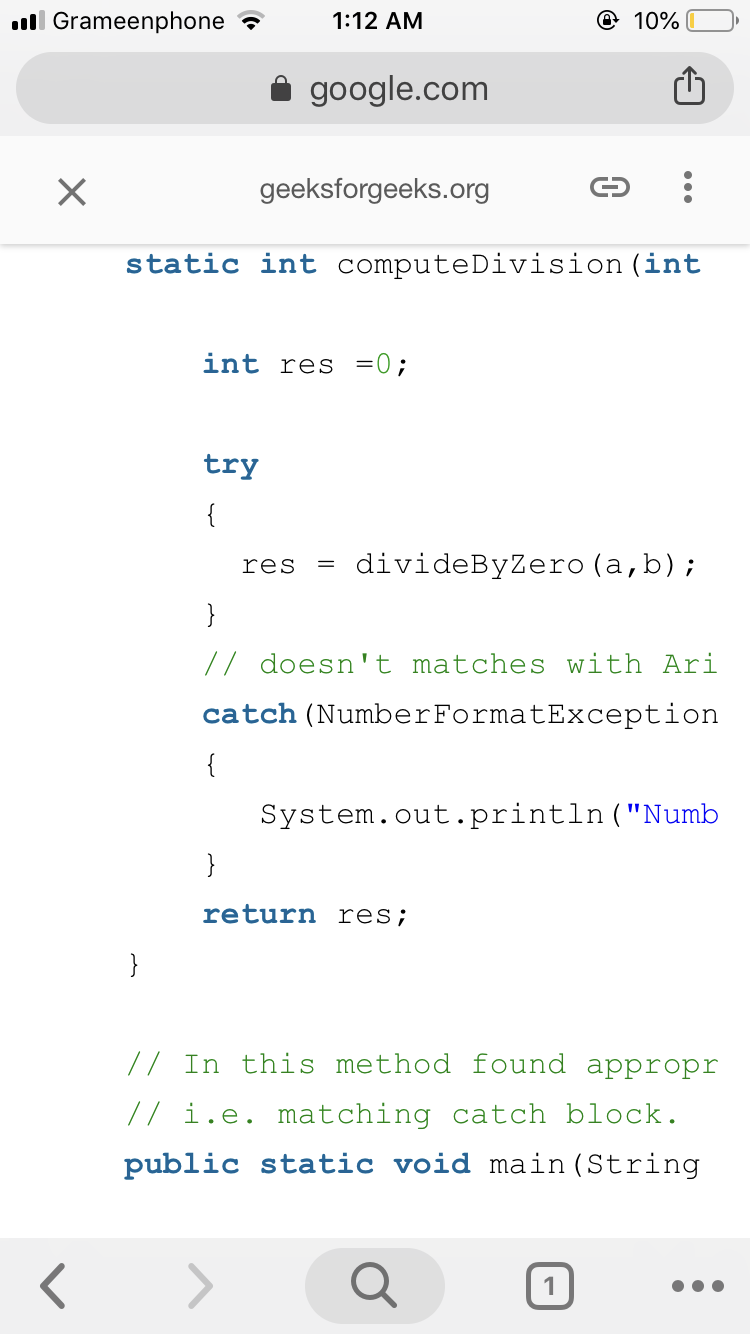 Grameenphone 1:12 AM 10%
google.com
geeksforgeeks.org
static int computeDivision(int
int res =0;
try
{
res = divideByZero(a,b);
}
// doesn't matches with Ari
catch(NumberFormatException
{
System.out.println("Numb
}
return res;
}
// In this method found appropr
// i.e. matching catch block.
public static void main(String
1